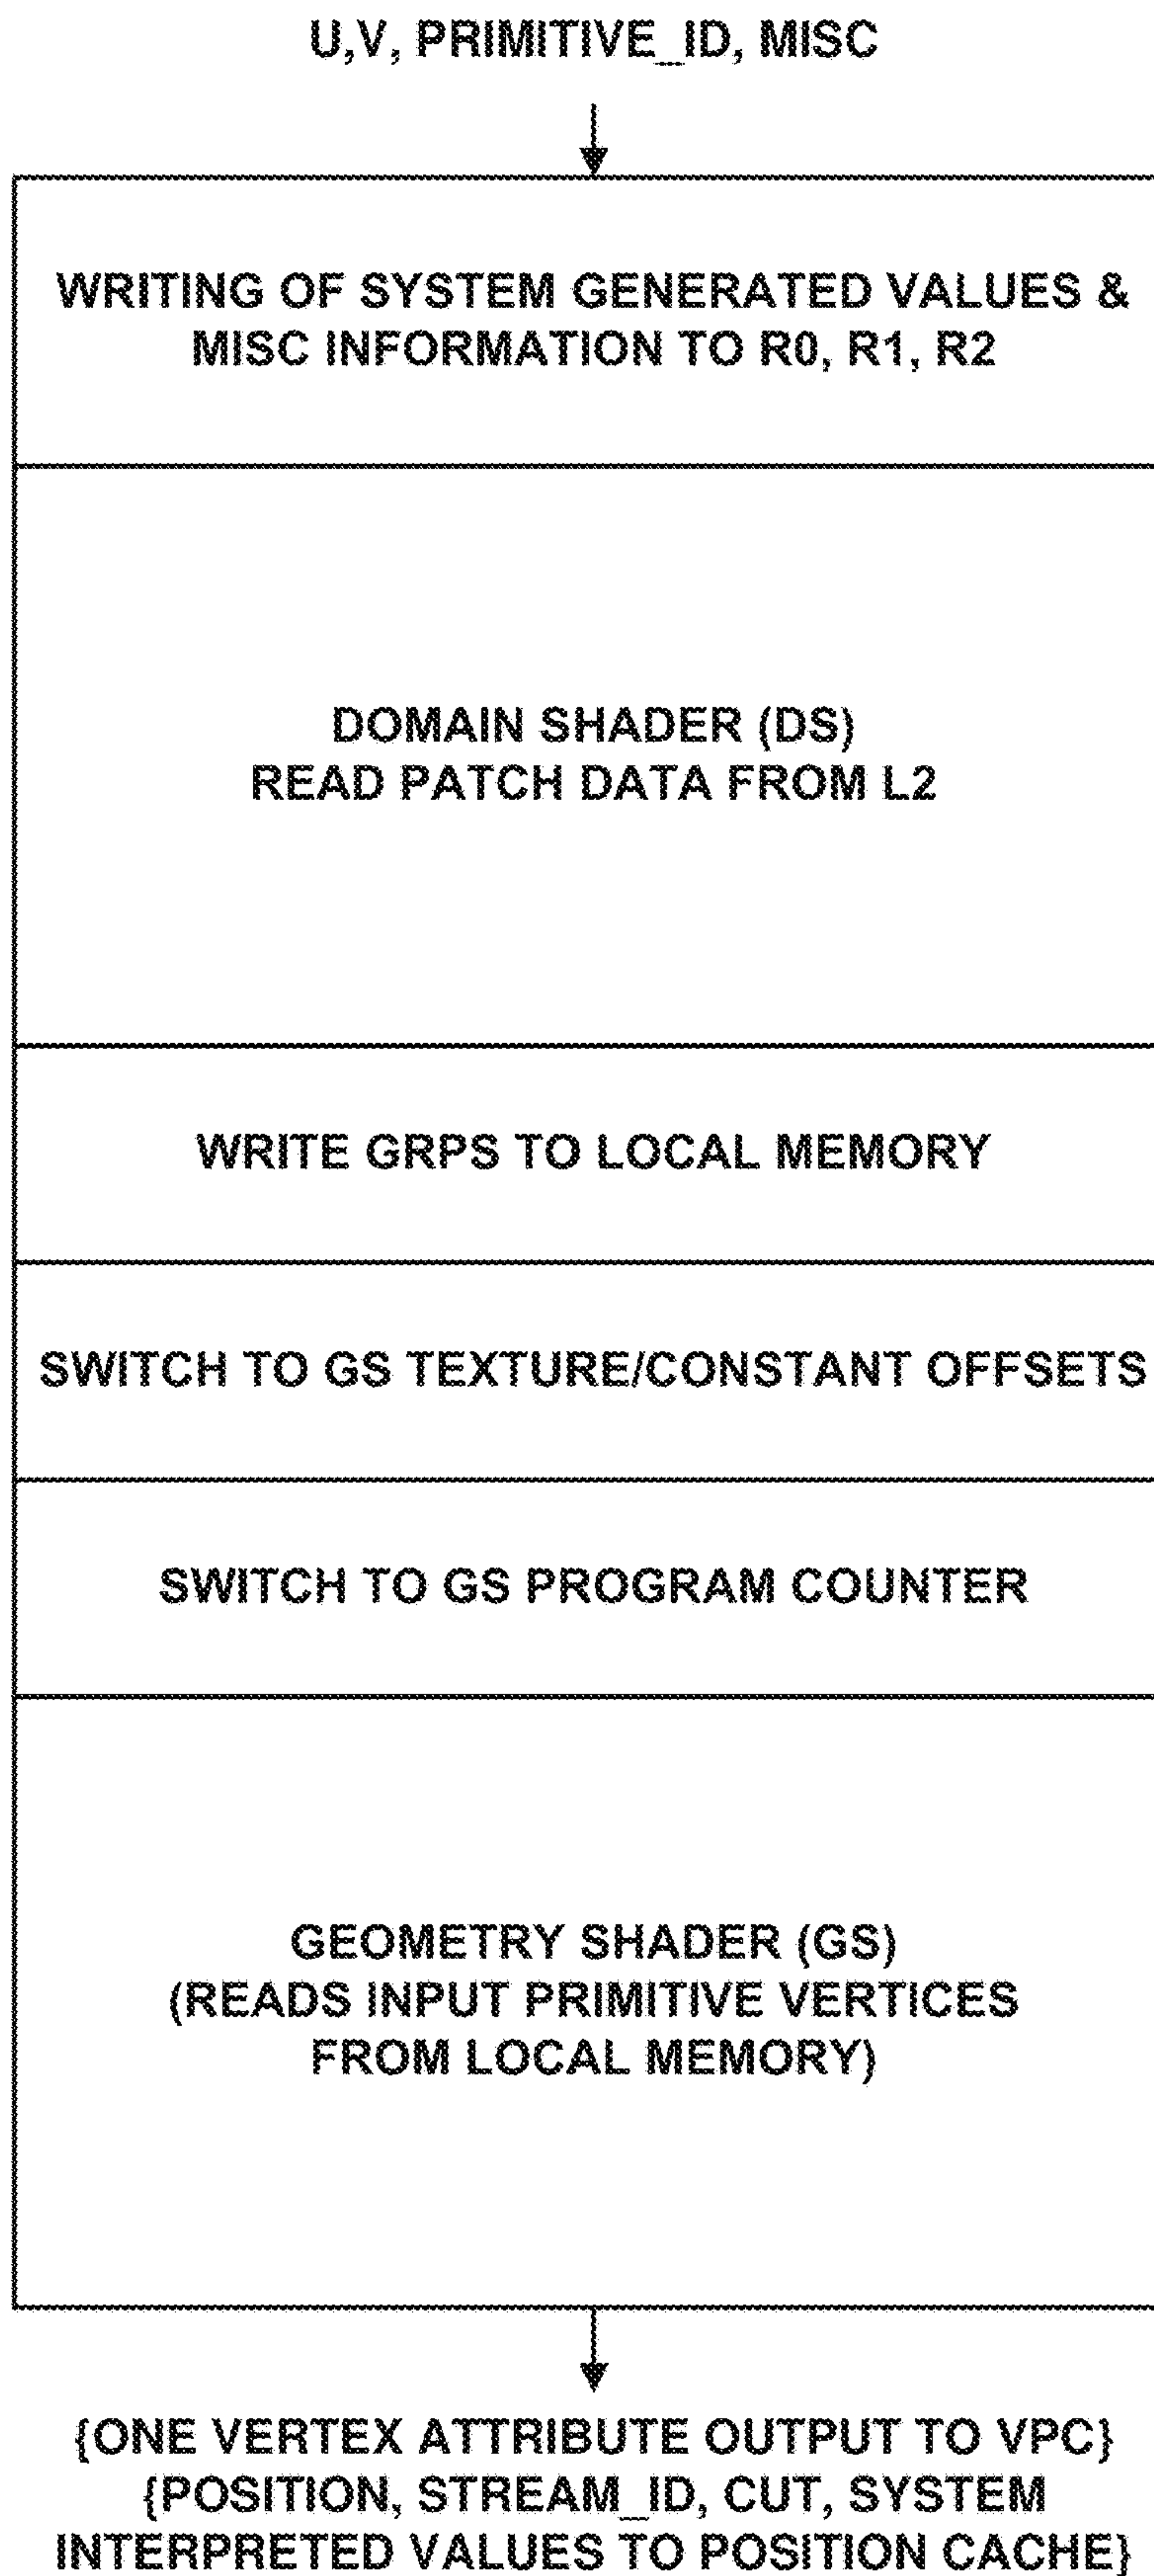 U,V, PRIMITIVE_ID, MISC
WRITING OF SYSTEM GENERATED VALUES &
MISC INFORMATION TO R0, R1, R2
DOMAIN SHADER (DS)
READ PATCH DATA FROM L2
WRITE GRPS TO LOCAL MEMORY
SWITCH TO GS TEXTURE/CONSTANT OFFSETS
SWITCH TO GS PROGRAM COUNTER
GEOMETRY SHADER (GS)
(READS INPUT PRIMITIVE VERTICES
FROM LOCAL MEMORY)
{ONE VERTEX ATTRIBUTE OUTPUT TO VPC}
{POSITION, STREAM_ID, CUT, SYSTEM
INTERPRETED VALUES TO POSITION CACHE}